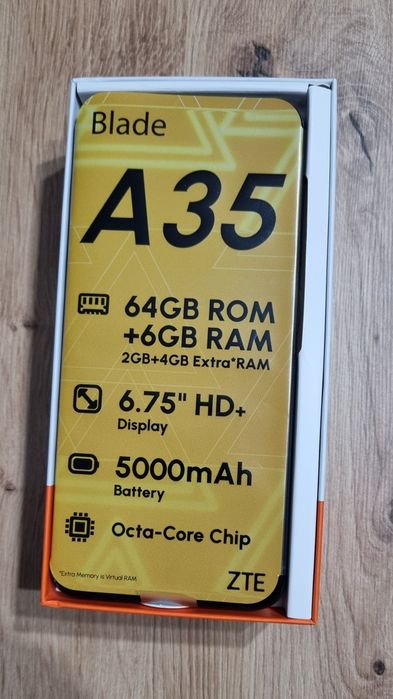 Blade
A35
64GB ROM
+6GB RAM
2GB+4GB Extra*RAM
6.75" HD+
Display
5000mAh
Battery
Octa-Core Chip
*Extra Memory is Virtual RAM
ZTE